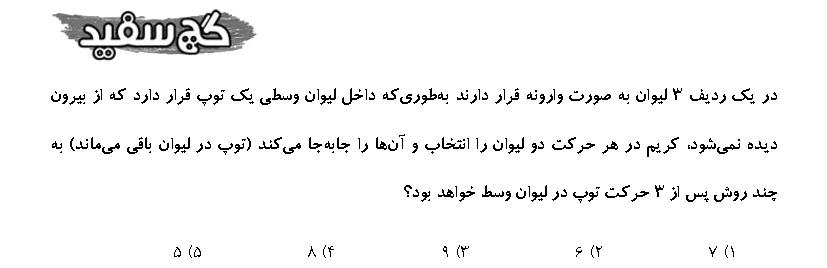 گچ سفید
در یک ردیف ۳ لیوان به صورت وارونه قرار دارند به‌طوری‌که داخل لیوان وسطی یک توپ قرار دارد که از بیرون
دیده نمی‌شود، کریم در هر حرکت دو لیوان را انتخاب و آن‌ها را جابه‌جا می‌کند (توپ در لیوان باقی می‌ماند) به
چند روش پس از ۳ حرکت توپ در لیوان وسط خواهد بود؟
۱) ۷ ۲) ۶ ۳) ۹ ۴) ۸ ۵) ۵